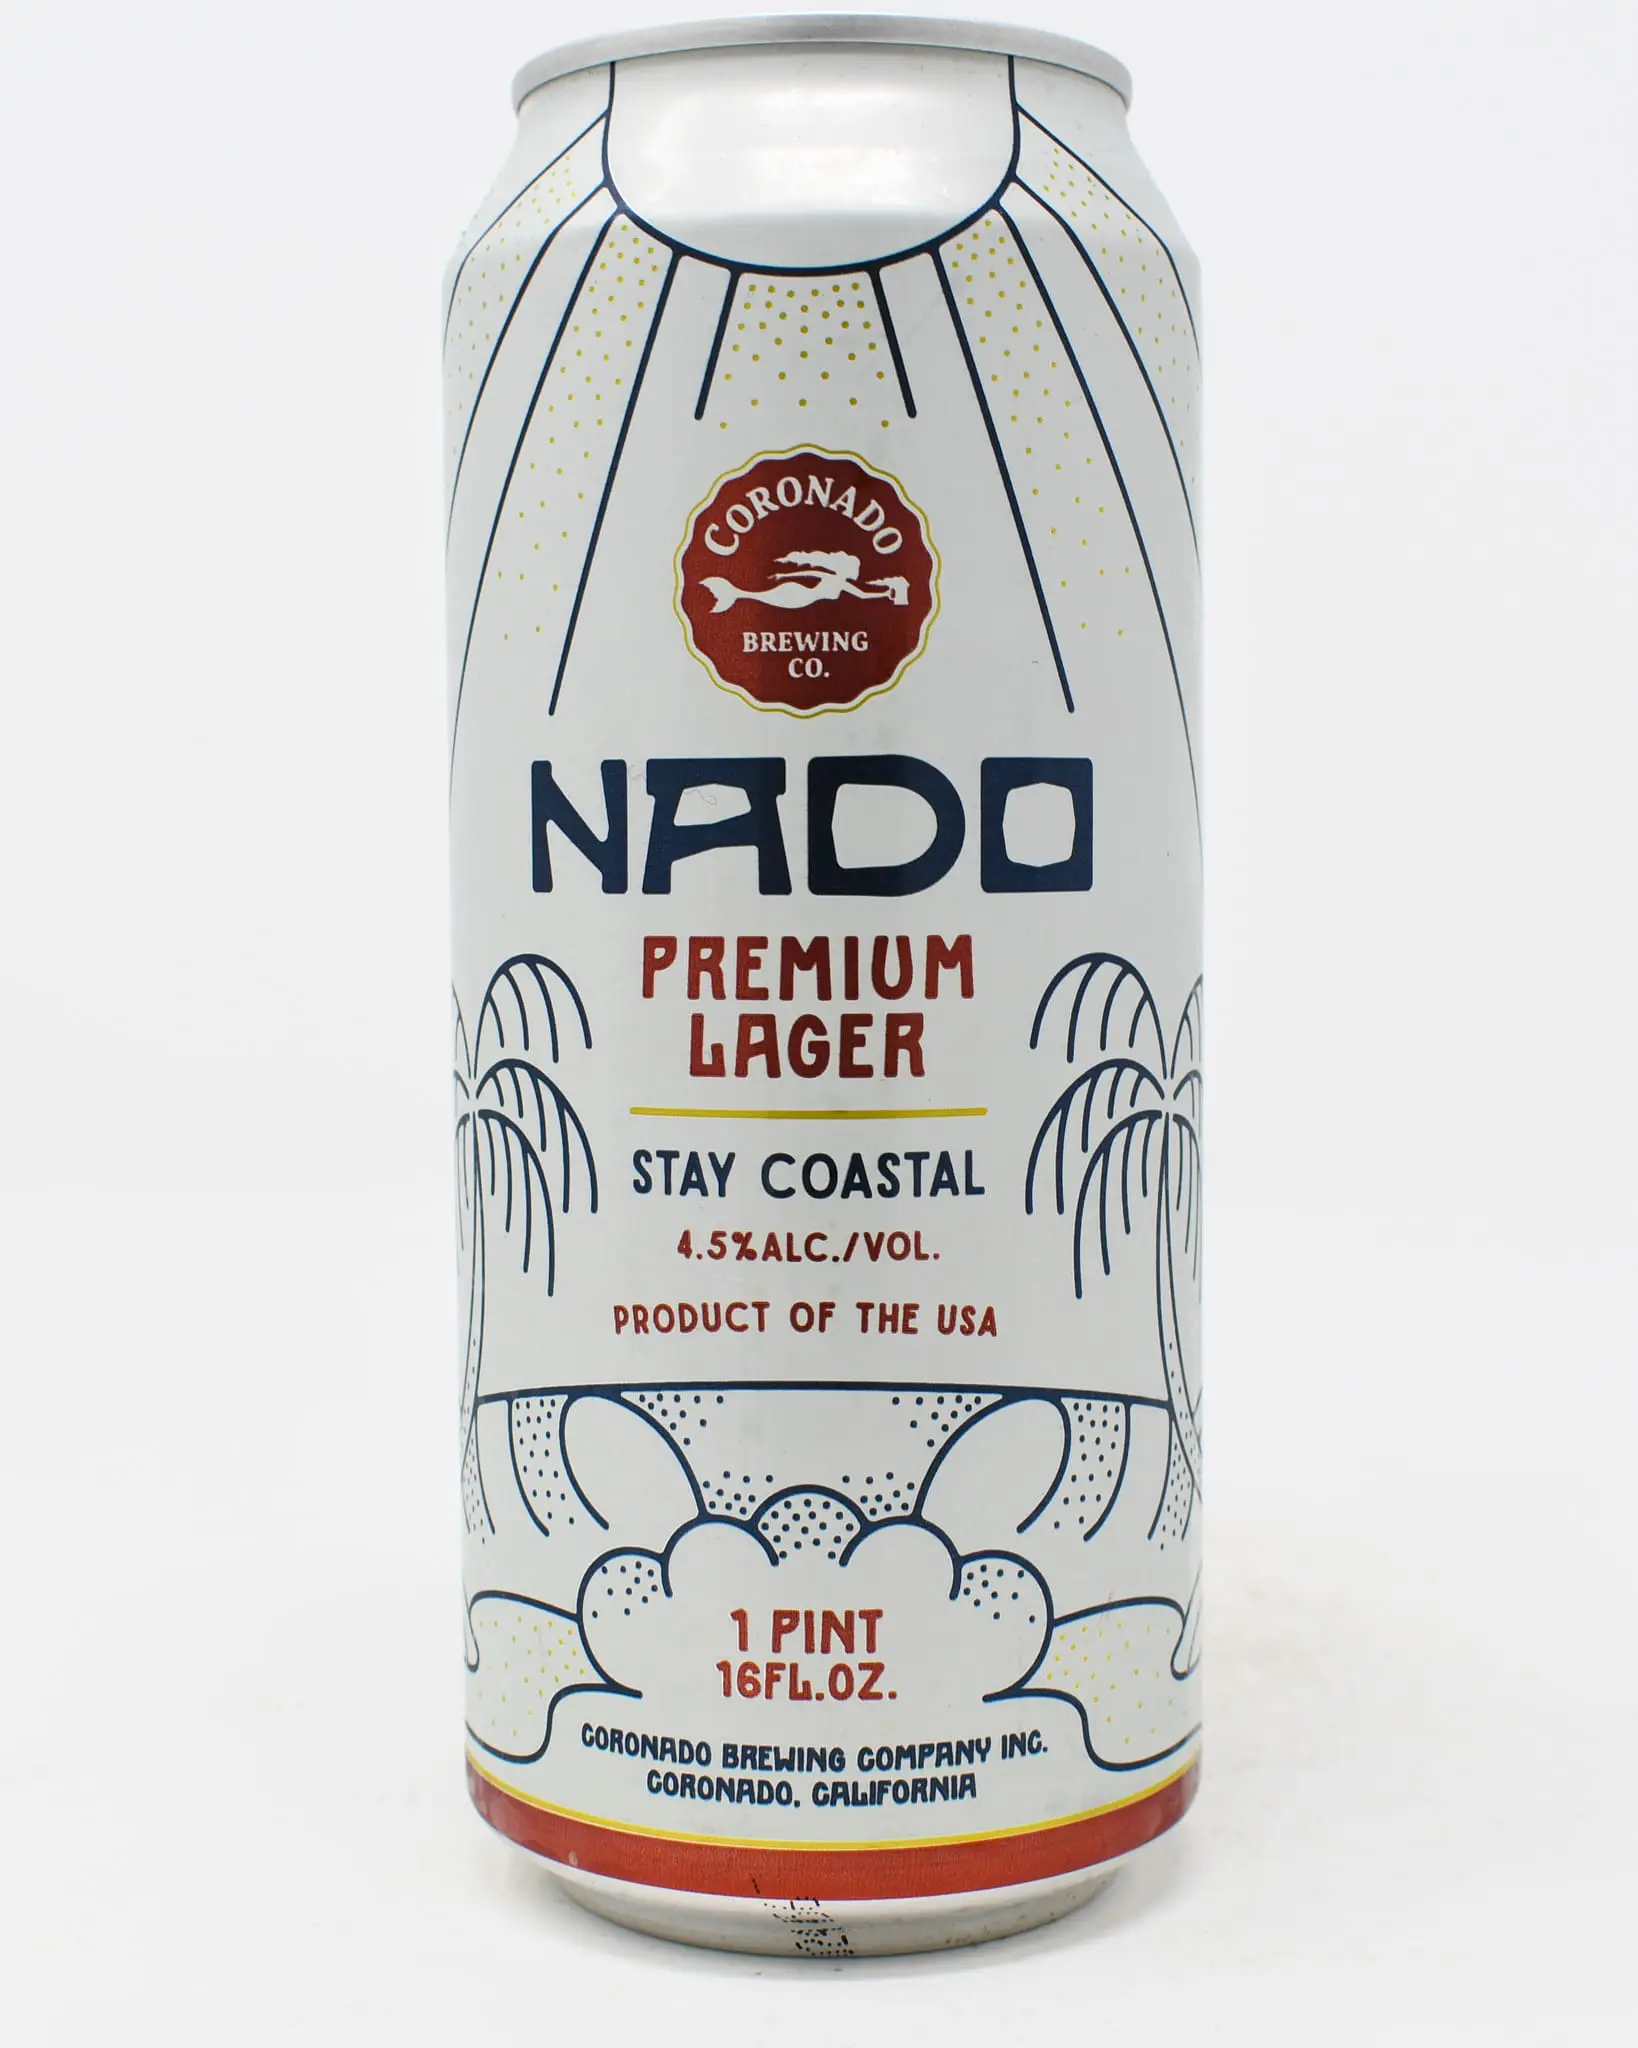 CORONADO
BREWING
CO.
NADO
PREMIUM
LAGER
STAY COASTAL
4.5%ALC./VOL.
PRODUCT OF THE USA
1 PINT
16FL.OZ.
CORONADO BREWING COMPANY INC.
CORONADO, CALIFORNIA